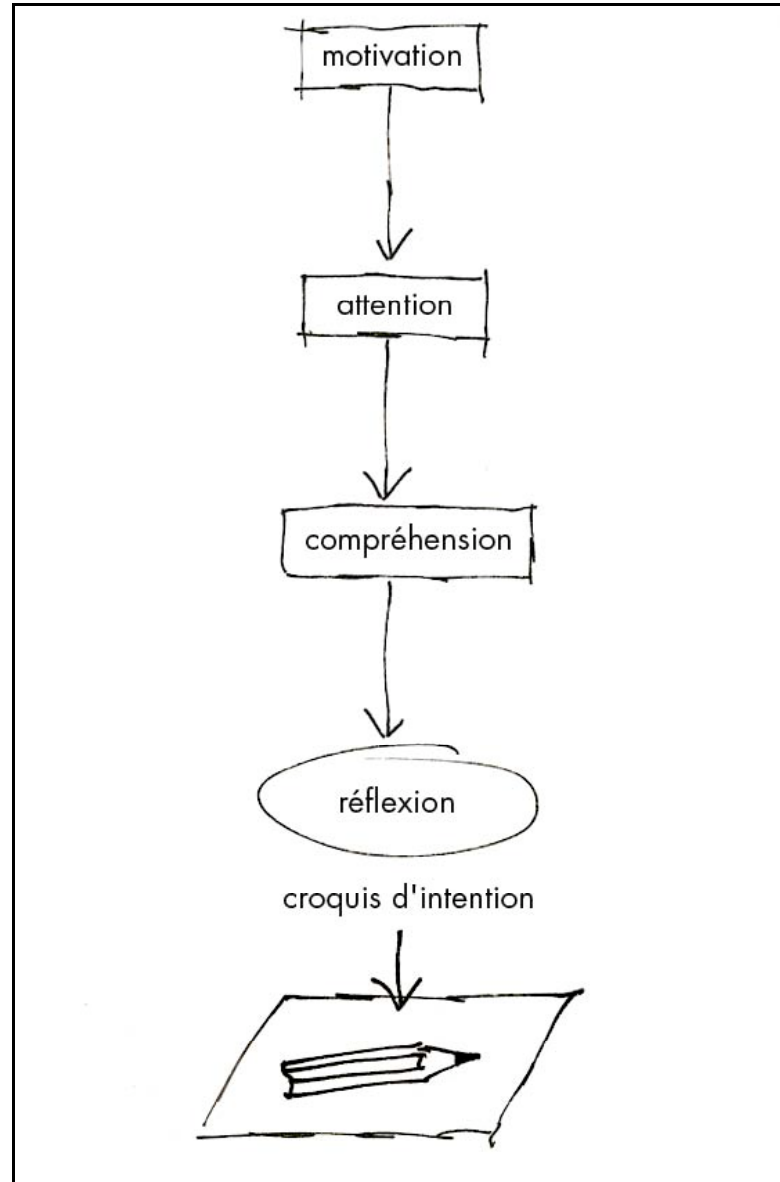 motivation
attention
compréhension
réflexion
croquis d'intention